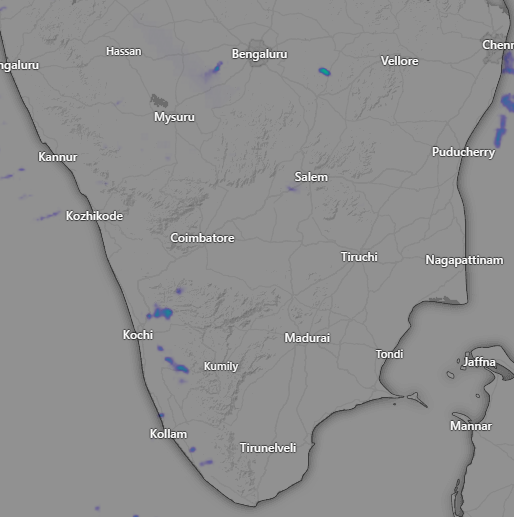 Hassan
Bengaluru
Chenn
ngaluru
Vellore
Mysuru
Kannur
Puducherry
Salem
Kozhikode
Coimbatore
Tiruchi
Nagapattinam
Kochi
Madurai
Tondi
Jaffna
Kumily
Mannar
Kollam
Tirunelveli